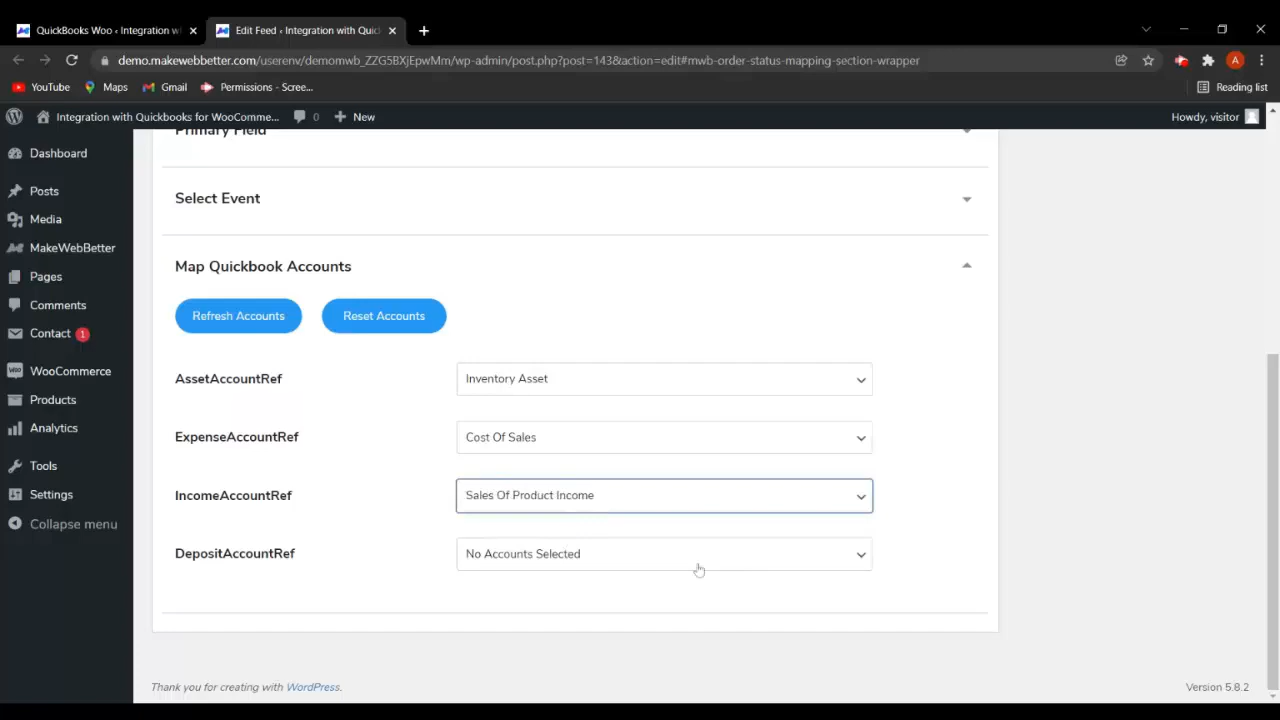 QuickBooks Woo ‹ Integration w
Edit Feed ‹ Integration with Quic
demo.makewebbetter.com/userenv/demomwb_ZZG5BXjEpwMm/wp-admin/post.php?post=143&action=edit#mwb-order-status-mapping-section-wrapper
A
YouTube
Maps
Gmail
Permissions - Scree...
Reading list
Integration with Quickbooks for WooComme...
0
New
Howdy, visitor
Dashboard
Posts
Media
MakeWebBetter
Pages
Comments
Contact 1
WooCommerce
Products
Analytics
Tools
Settings
Collapse menu
Primary Field
Select Event
Map Quickbook Accounts
Refresh Accounts
Reset Accounts
AssetAccountRef
Inventory Asset
ExpenseAccountRef
Cost Of Sales
IncomeAccountRef
Sales Of Product Income
DepositAccountRef
No Accounts Selected
Thank you for creating with WordPress.
Version 5.8.2